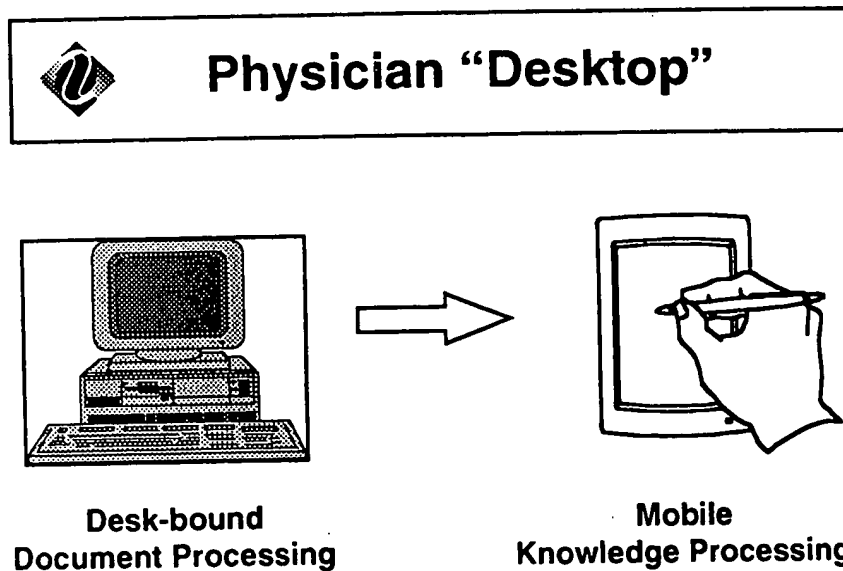 Physician “Desktop”
Desk-bound
Document Processing
Mobile
Knowledge Processing